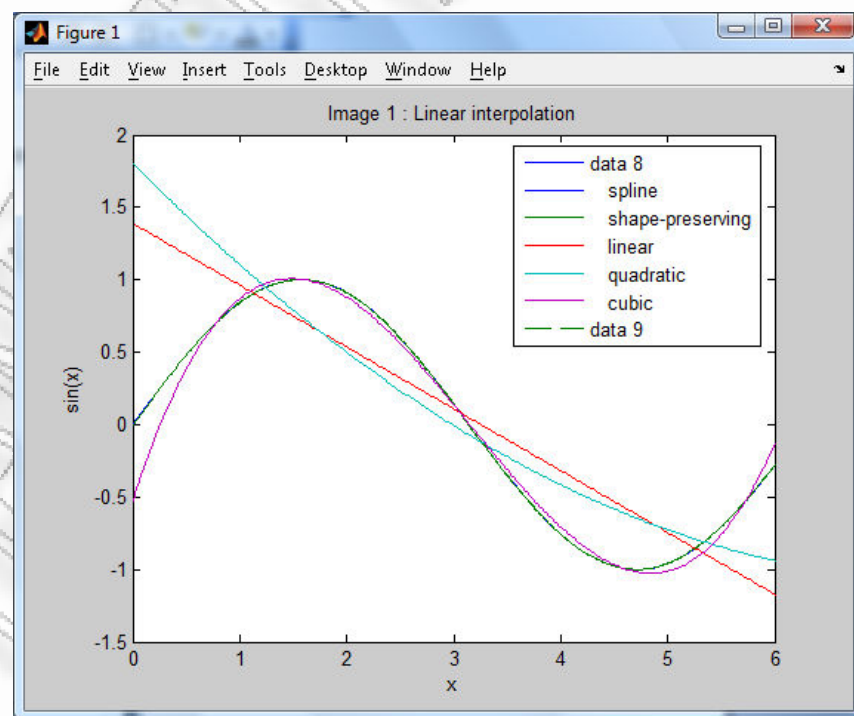 Figure 1
File Edit View Insert Tools Desktop Window Help
Image 1 : Linear interpolation
2
1.5
1
0.5
0
-0.5
-1
-1.5
sin(x)
0 1 2 3 4 5 6
x
data 8
spline
shape-preserving
linear
quadratic
cubic
data 9